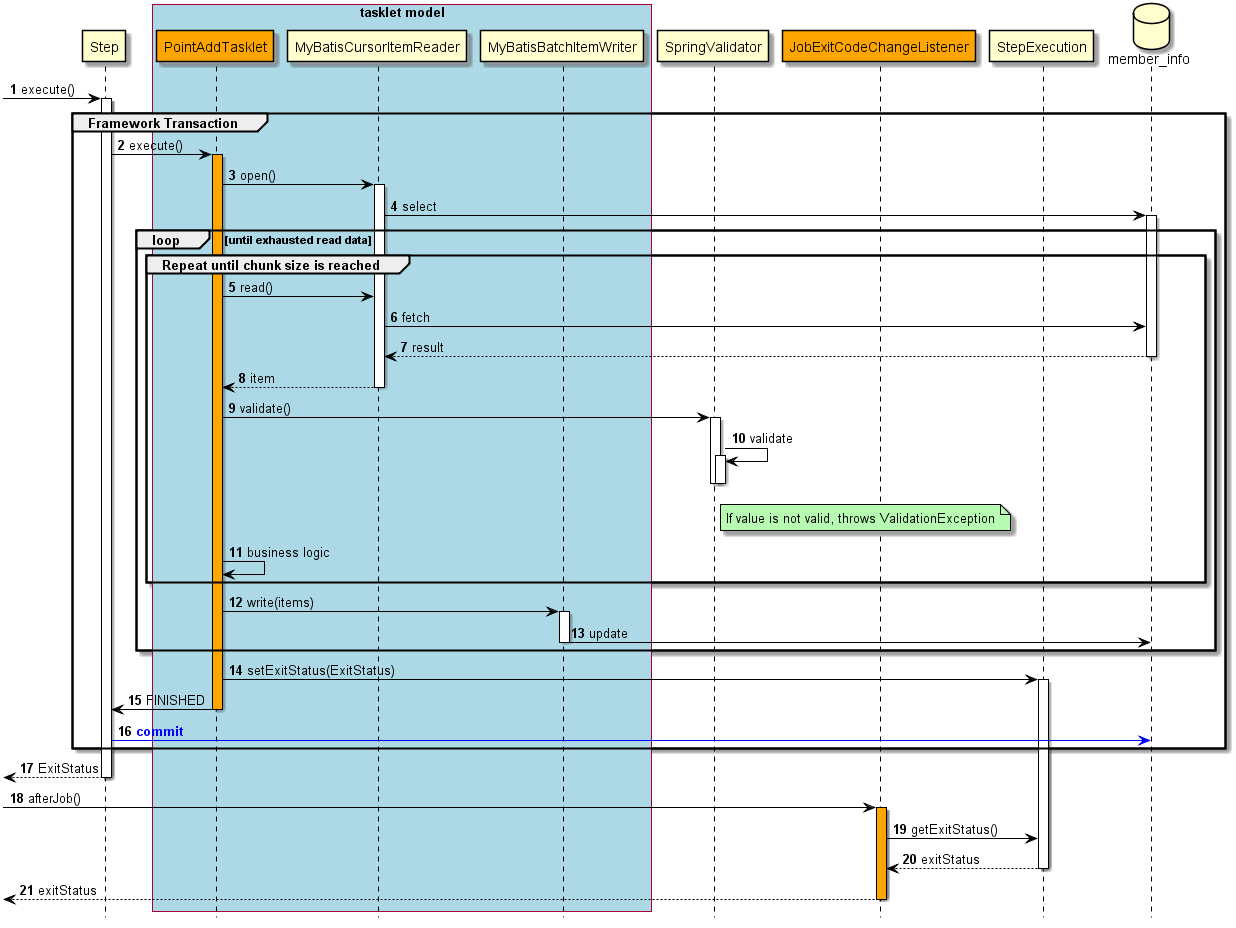 tasklet model
Step
PointAddTasklet
MyBatisCursorItemReader
MyBatisBatchItemWriter
SpringValidator
JobExitCodeChangeListener
StepExecution
member_info
1 execute()
Framework Transaction
2 execute()
3 open()
4 select
loop [until exhausted read data]
Repeat until chunk size is reached
5 read()
6 fetch
7 result
8 item
9 validate()
10 validate
If value is not valid, throws ValidationException
11 business logic
12 write(items)
13 update
14 setExitStatus(ExitStatus)
15 FINISHED
16 commit
17 ExitStatus
18 afterJob()
19 getExitStatus()
20 exitStatus
21 exitStatus